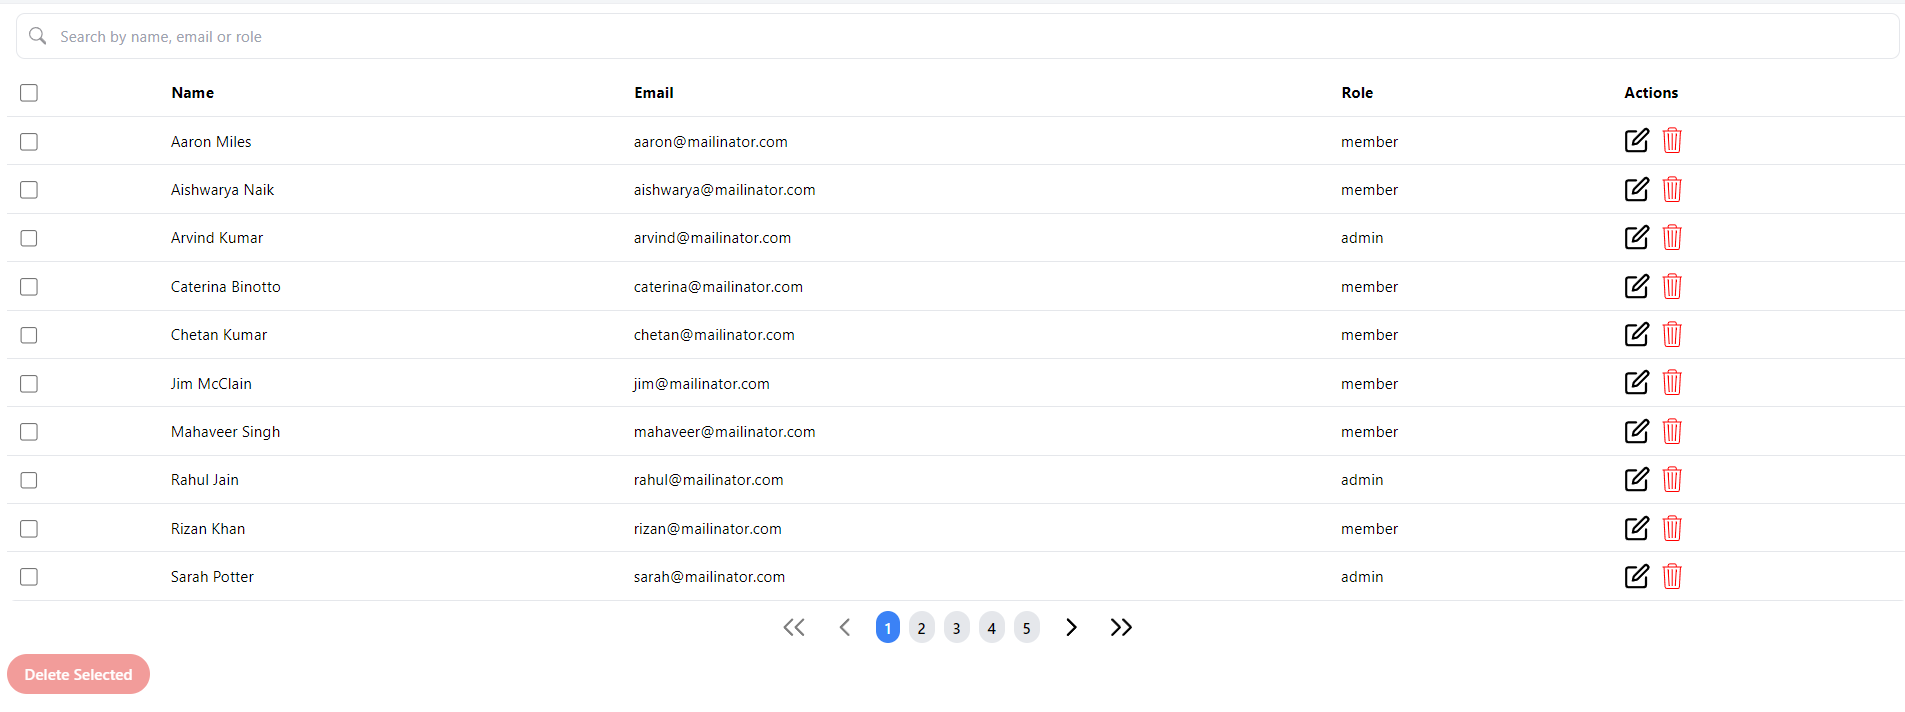 Search by name, email or role
Name Email Role Actions
Aaron Miles aaron@mailinator.com member
Aishwarya Naik aishwarya@mailinator.com member
Arvind Kumar arvind@mailinator.com admin
Caterina Binotto caterina@mailinator.com member
Chetan Kumar chetan@mailinator.com member
Jim McClain jim@mailinator.com member
Mahaveer Singh mahaveer@mailinator.com member
Rahul Jain rahul@mailinator.com admin
Rizan Khan rizan@mailinator.com member
Sarah Potter sarah@mailinator.com admin
1 2 3 4 5
Delete Selected